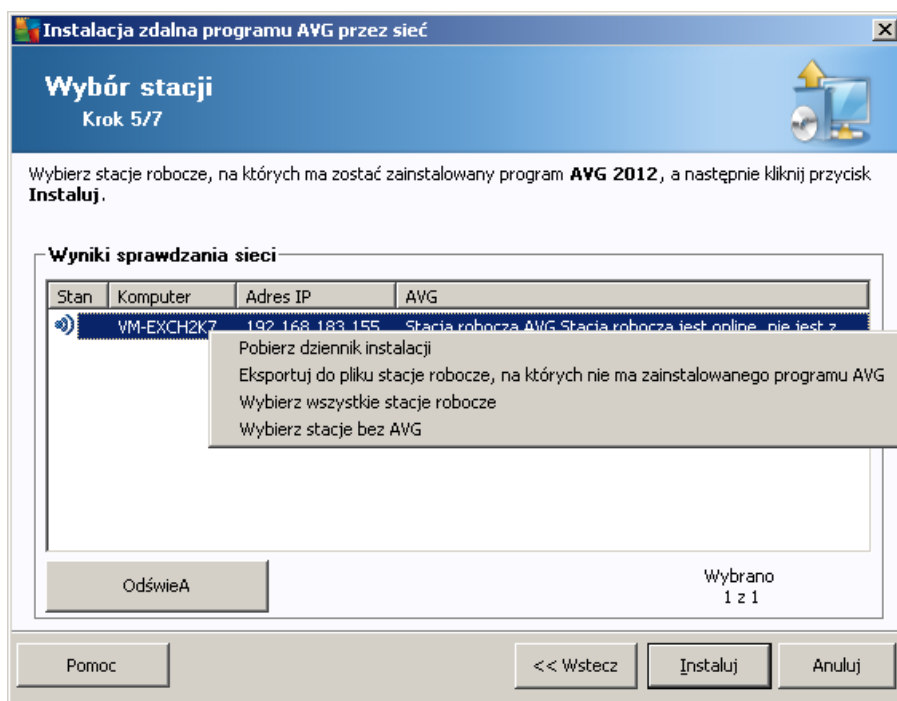 Instalacja zdalna programu AVG przez sieć
Wybór stacji
Krok 5/7
Wybierz stacje robocze, na których ma zostać zainstalowany program AVG 2012, a następnie kliknij przycisk
Instaluj.
Wyniki sprawdzania sieci
Stan Komputer Adres IP AVG
VM-EXCH2K7 192.168.183.155 Stacja robocza AVG Stacja robocza jest online, nie jest z
Pobierz dziennik instalacji
Eksportuj do pliku stacje robocze, na których nie ma zainstalowanego programu AVG
Wybierz wszystkie stacje robocze
Wybierz stacje bez AVG
OdświeA
Wybrano
1 z 1
Pomoc << Wstecz Instaluj Anuluj